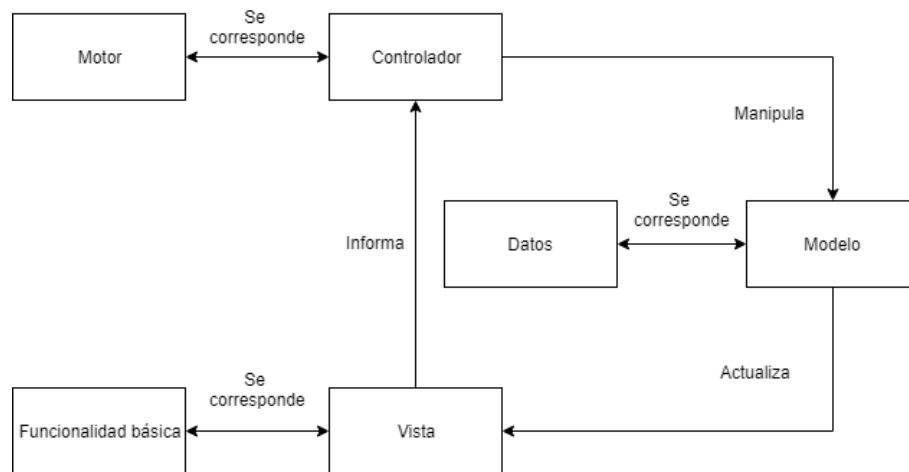 Se
corresponde
Motor
Controlador
Manipula
Se
corresponde
Informa
Datos
Modelo
Actualiza
Se
corresponde
Funcionalidad básica
Vista